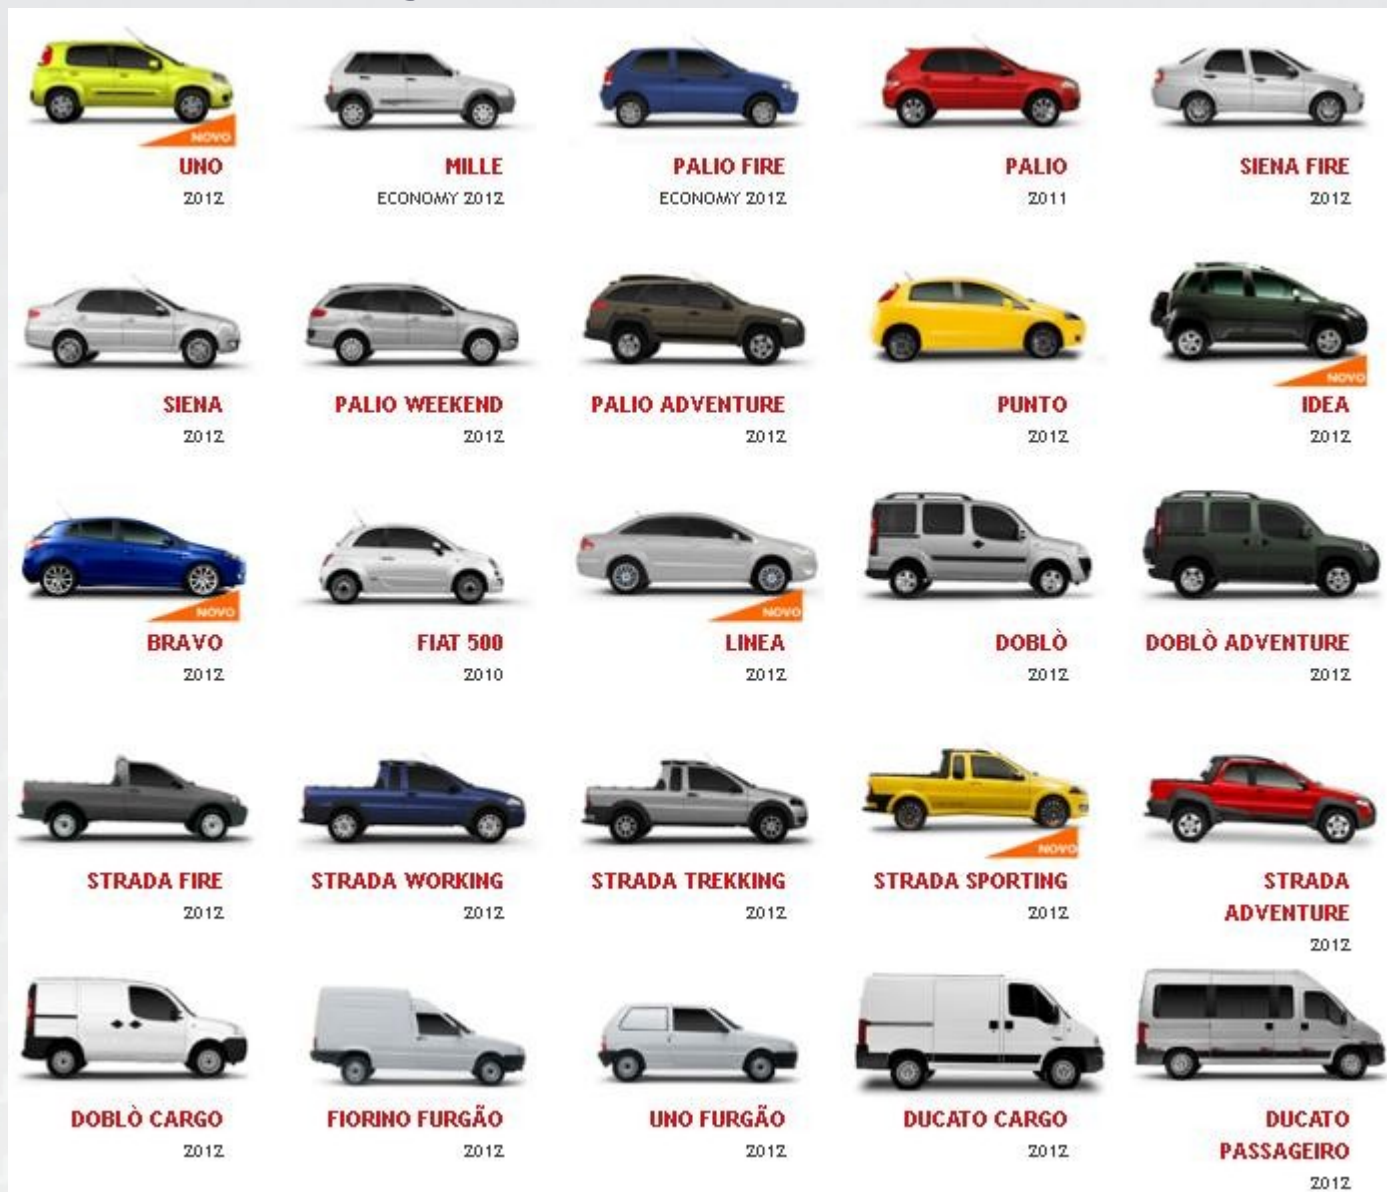 NOVO
UNO
2012
MILLE
ECONOMY 2012
PALIO FIRE
ECONOMY 2012
PALIO
2011
SIENA FIRE
2012
SIENA
2012
PALIO WEEKEND
2012
PALIO ADVENTURE
2012
PUNTO
2012
NOVO
IDEA
2012
NOVO
BRAVO
2012
FIAT 500
2010
NOVO
LINEA
2012
DOBLÒ
2012
DOBLÒ ADVENTURE
2012
STRADA FIRE
2012
STRADA WORKING
2012
STRADA TREKKING
2012
NOVO
STRADA SPORTING
2012
STRADA
ADVENTURE
2012
DOBLÒ CARGO
2012
FIORINO FURGÃO
2012
UNO FURGÃO
2012
DUCATO CARGO
2012
DUCATO
PASSAGEIRO
2012